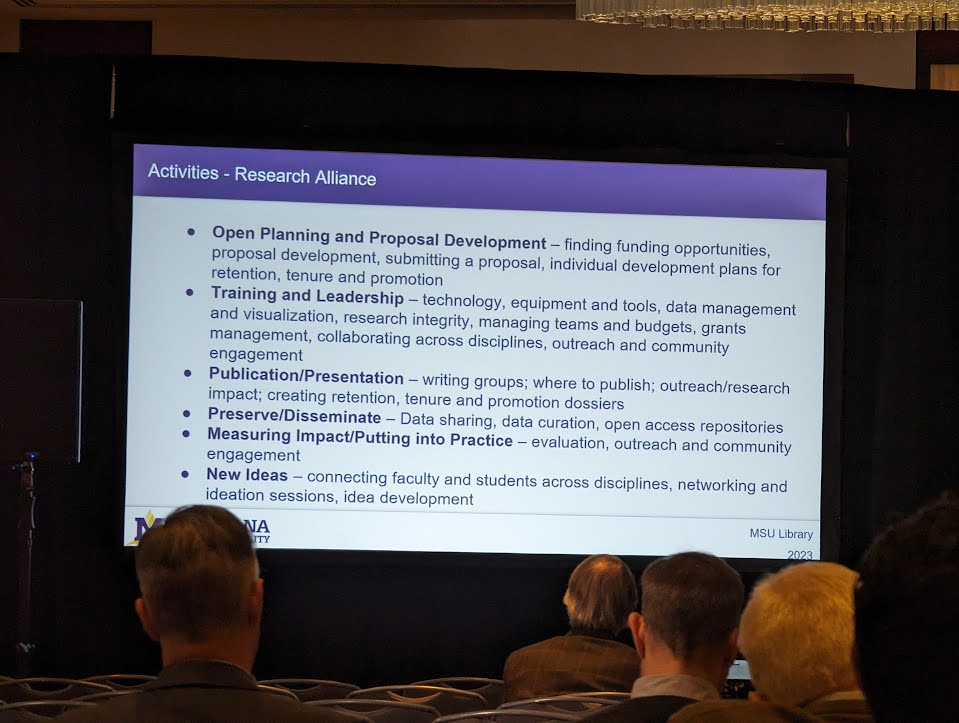 Activities - Research Alliance
● Open Planning and Proposal Development – finding funding opportunities,
proposal development, submitting a proposal, individual development plans for
retention, tenure and promotion
● Training and Leadership – technology, equipment and tools, data management
and visualization, research integrity, managing teams and budgets, grants
management, collaborating across disciplines, outreach and community
engagement
● Publication/Presentation – writing groups; where to publish; outreach/research
impact; creating retention, tenure and promotion dossiers
● Preserve/Disseminate – Data sharing, data curation, open access repositories
● Measuring Impact/Putting into Practice – evaluation, outreach and community
engagement
● New Ideas – connecting faculty and students across disciplines, networking and
ideation sessions, idea development
MSU Library
2023